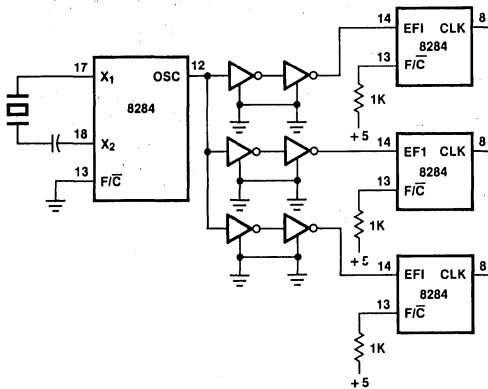 17 X1 OSC 12
8284
18 X2
13 F/C̅
14 EFI CLK 8
8284
13 F/C̅
1K
+5
14 EF1 CLK 8
8284
13 F/C̅
1K
+5
14 EFI CLK 8
8284
13 F/C̅
1K
+5